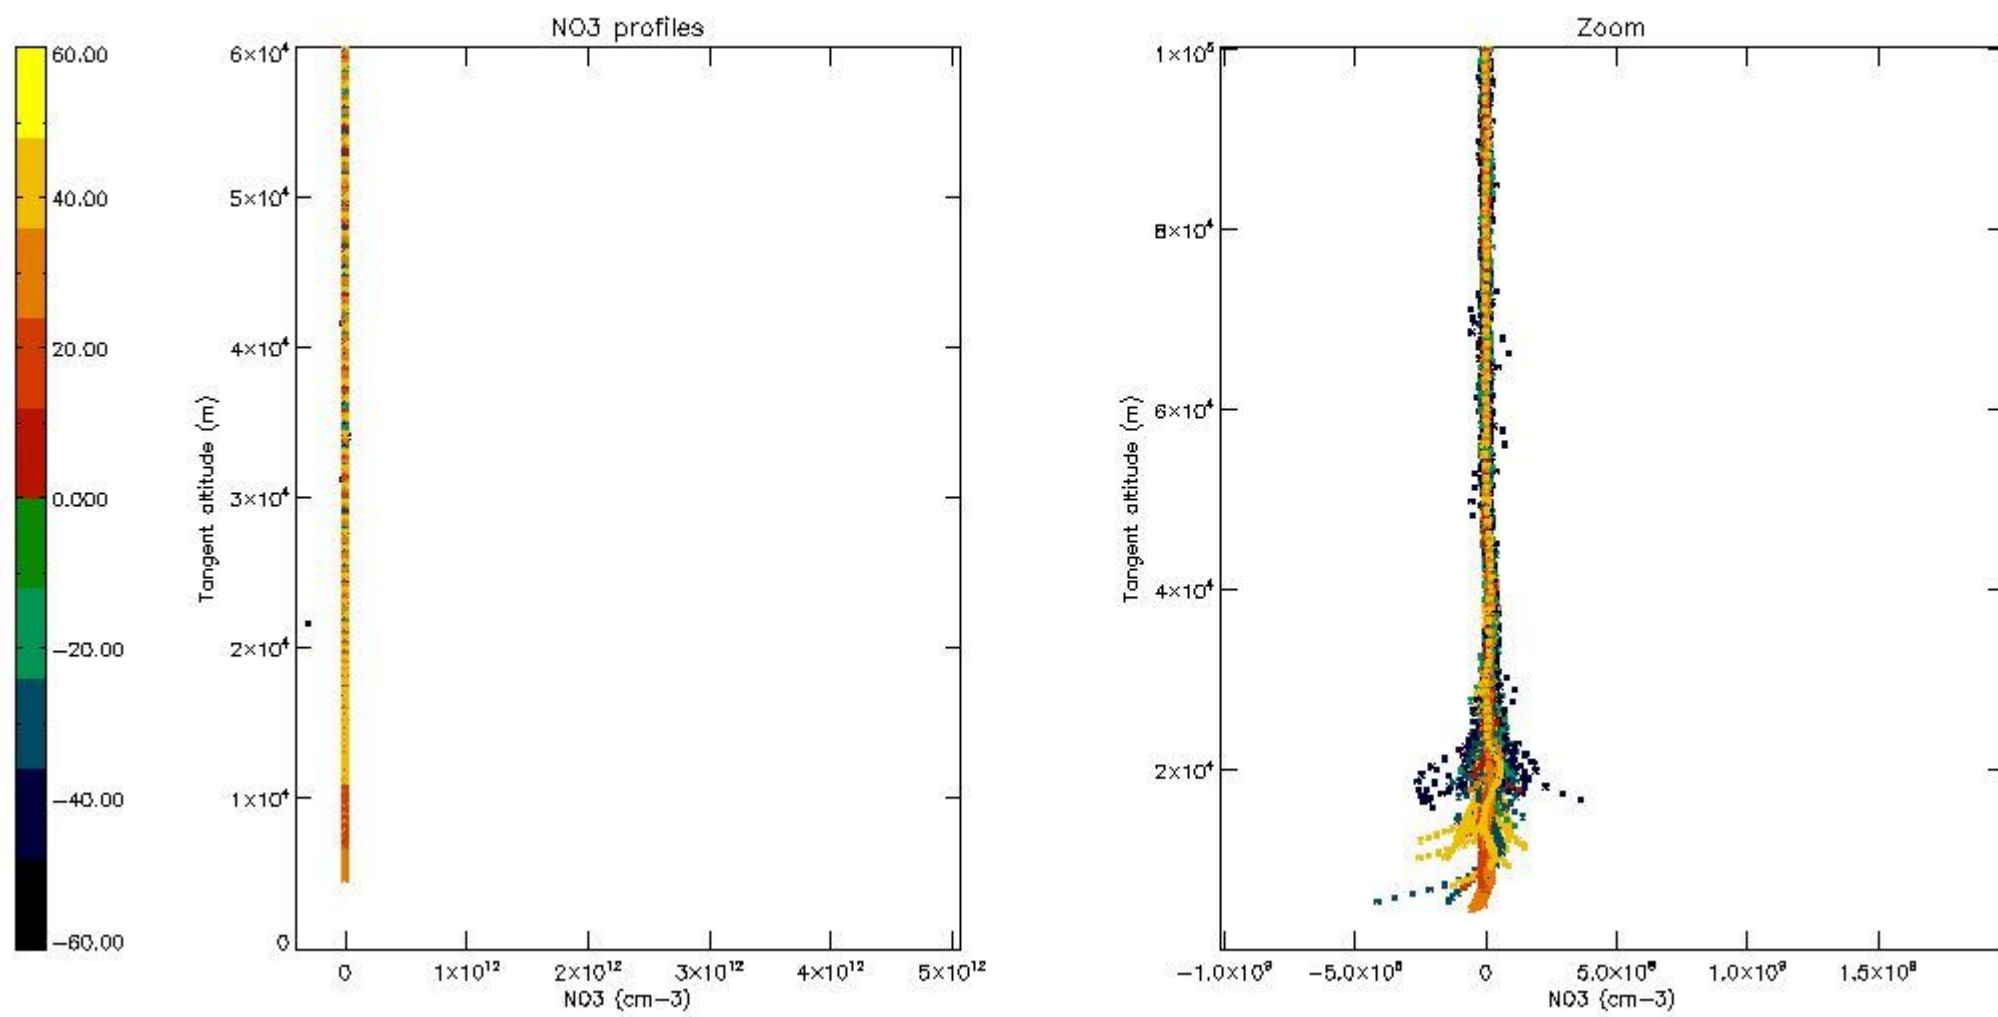 NO3 profiles
60.00
40.00
20.00
0.000
−20.00
−40.00
−60.00
6×10⁴
5×10⁴
4×10⁴
3×10⁴
2×10⁴
1×10⁴
0
Tangent altitude (m)
0 1×10¹² 2×10¹² 3×10¹² 4×10¹² 5×10¹²
NO3 (cm−3)
Zoom
1×10⁵
8×10⁴
6×10⁴
4×10⁴
2×10⁴
Tangent altitude (m)
−1.0×10⁹ −5.0×10⁸ 0 5.0×10⁸ 1.0×10⁹ 1.5×10⁹
NO3 (cm−3)